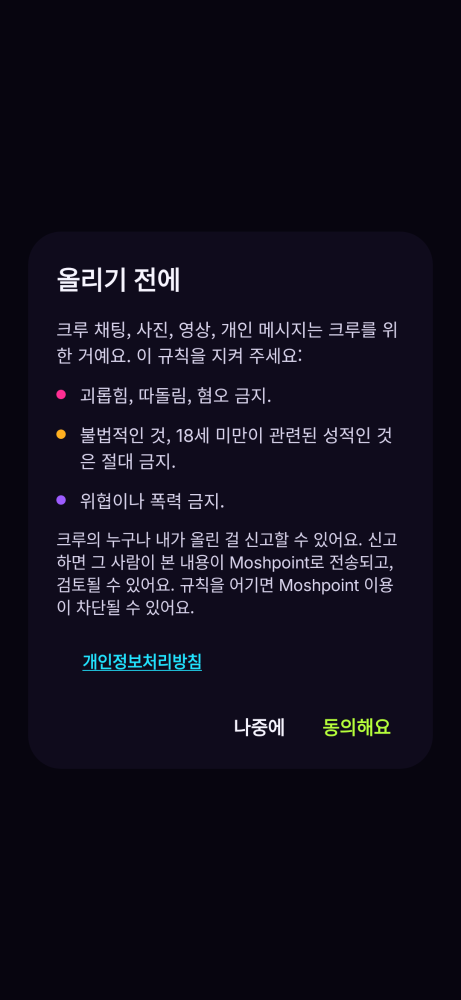 올리기 전에
크루 채팅, 사진, 영상, 개인 메시지는 크루를 위
한 거예요. 이 규칙을 지켜 주세요:
괴롭힘, 따돌림, 혐오 금지.
불법적인 것, 18세 미만이 관련된 성적인 것
은 절대 금지.
위협이나 폭력 금지.
크루의 누구나 내가 올린 걸 신고할 수 있어요. 신고
하면 그 사람이 본 내용이 Moshpoint로 전송되고,
검토될 수 있어요. 규칙을 어기면 Moshpoint 이용
이 차단될 수 있어요.
개인정보처리방침
나중에 동의해요